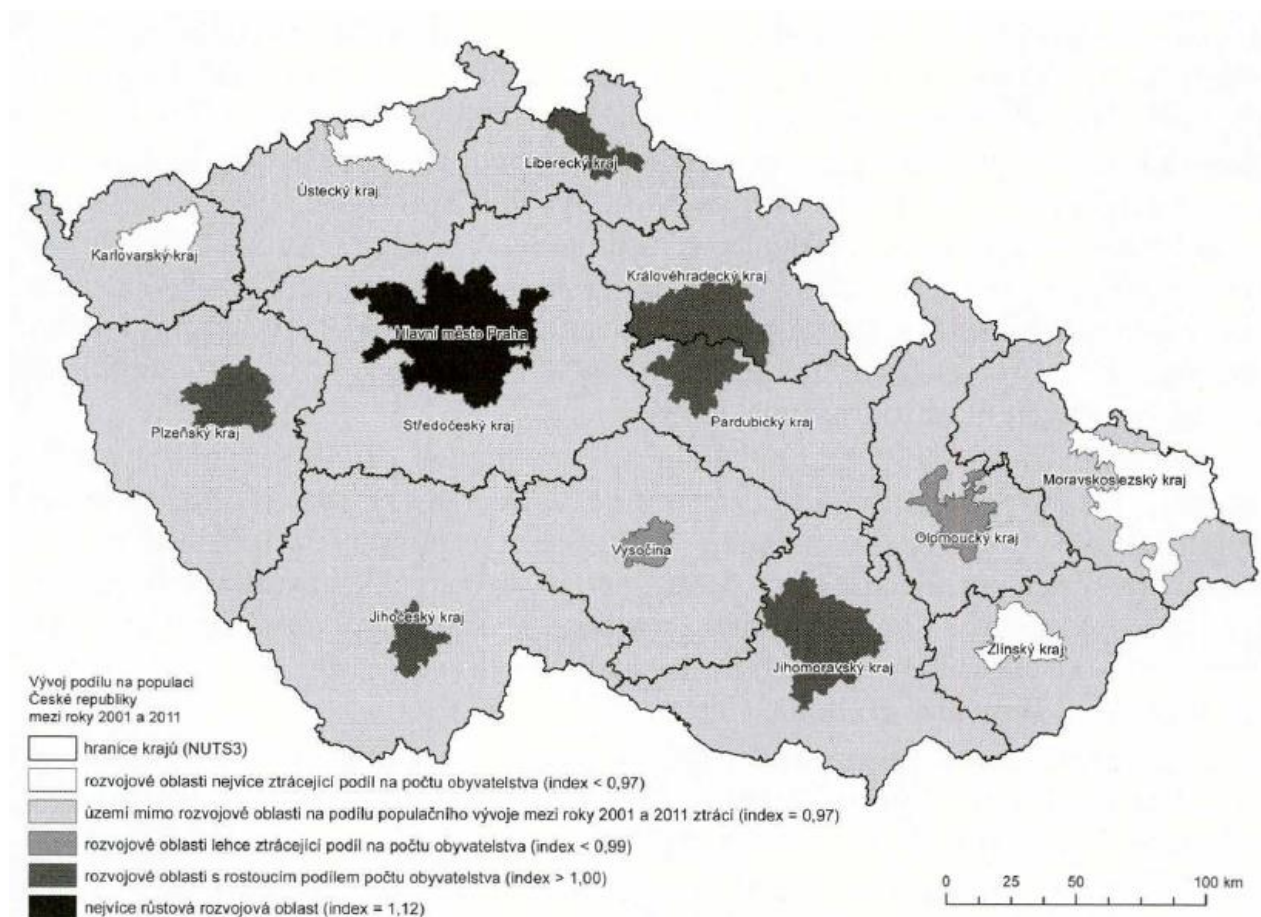 Liberecký kraj
Ústecký kraj
Karlovarský kraj
Královéhradecký kraj
Hlavní město Praha
Středočeský kraj
Pardubický kraj
Plzeňský kraj
Moravskoslezský kraj
Olomoucký kraj
Vysočina
Jihočeský kraj
Zlínský kraj
Jihomoravský kraj
Vývoj podílu na populaci
České republiky
mezi roky 2001 a 2011
hranice krajů (NUTS3)
rozvojové oblasti nejvíce ztrácející podíl na počtu obyvatelstva (index < 0,97)
území mimo rozvojové oblasti na podílu populačního vývoje mezi roky 2001 a 2011 ztrácí (index = 0,97)
rozvojové oblasti lehce ztrácející podíl na počtu obyvatelstva (index < 0,99)
rozvojové oblasti s rostoucím podílem počtu obyvatelstva (index > 1,00)
nejvíce růstová rozvojová oblast (index = 1,12)
0 25 50 100 km